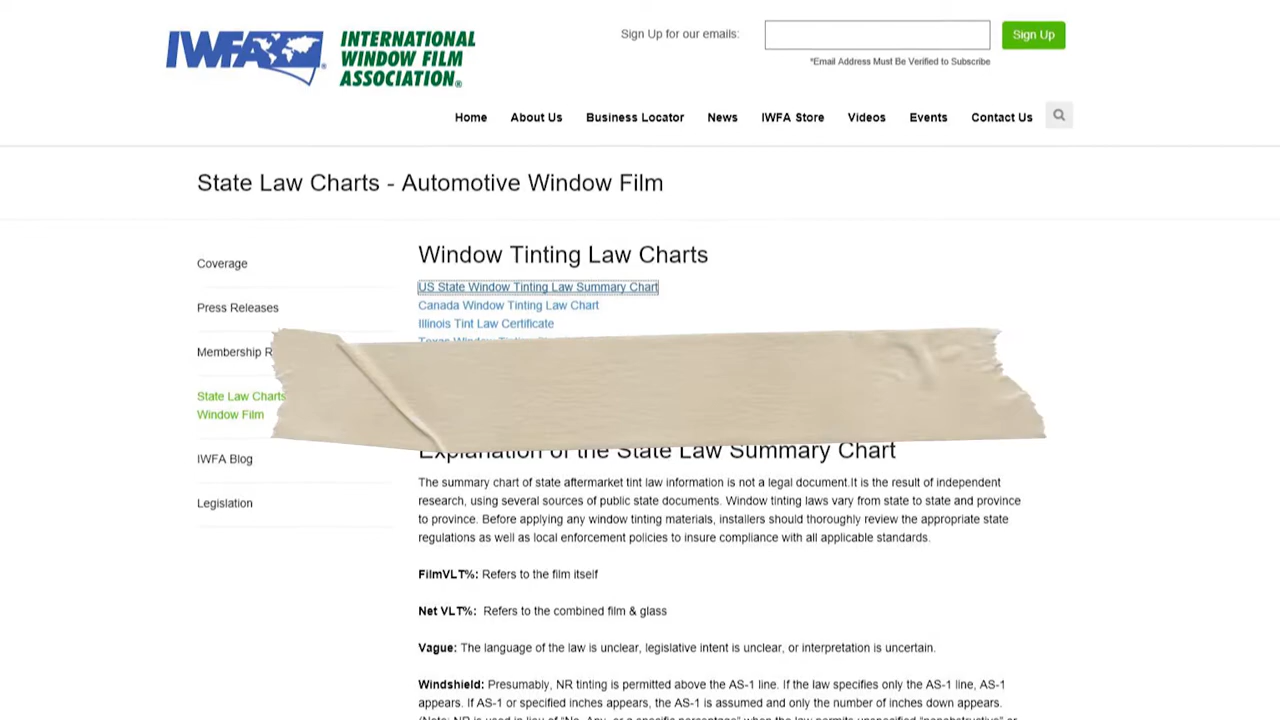 IWFA®
INTERNATIONAL
WINDOW FILM
ASSOCIATION®
Sign Up for our emails:
Sign Up
*Email Address Must Be Verified to Subscribe
Home About Us Business Locator News IWFA Store Videos Events Contact Us
State Law Charts - Automotive Window Film
Coverage
Press Releases
Membership R
State Law Charts
Window Film
IWFA Blog
Legislation
Window Tinting Law Charts
US State Window Tinting Law Summary Chart
Canada Window Tinting Law Chart
Illinois Tint Law Certificate
Texas Window Tinting
Explanation of the State Law Summary Chart
The summary chart of state aftermarket tint law information is not a legal document.It is the result of independent
research, using several sources of public state documents. Window tinting laws vary from state to state and province
to province. Before applying any window tinting materials, installers should thoroughly review the appropriate state
regulations as well as local enforcement policies to insure compliance with all applicable standards.
FilmVLT%: Refers to the film itself
Net VLT%: Refers to the combined film & glass
Vague: The language of the law is unclear, legislative intent is unclear, or interpretation is uncertain.
Windshield: Presumably, NR tinting is permitted above the AS-1 line. If the law specifies only the AS-1 line, AS-1
appears. If AS-1 or specified inches appears, the AS-1 is assumed and only the number of inches down appears.